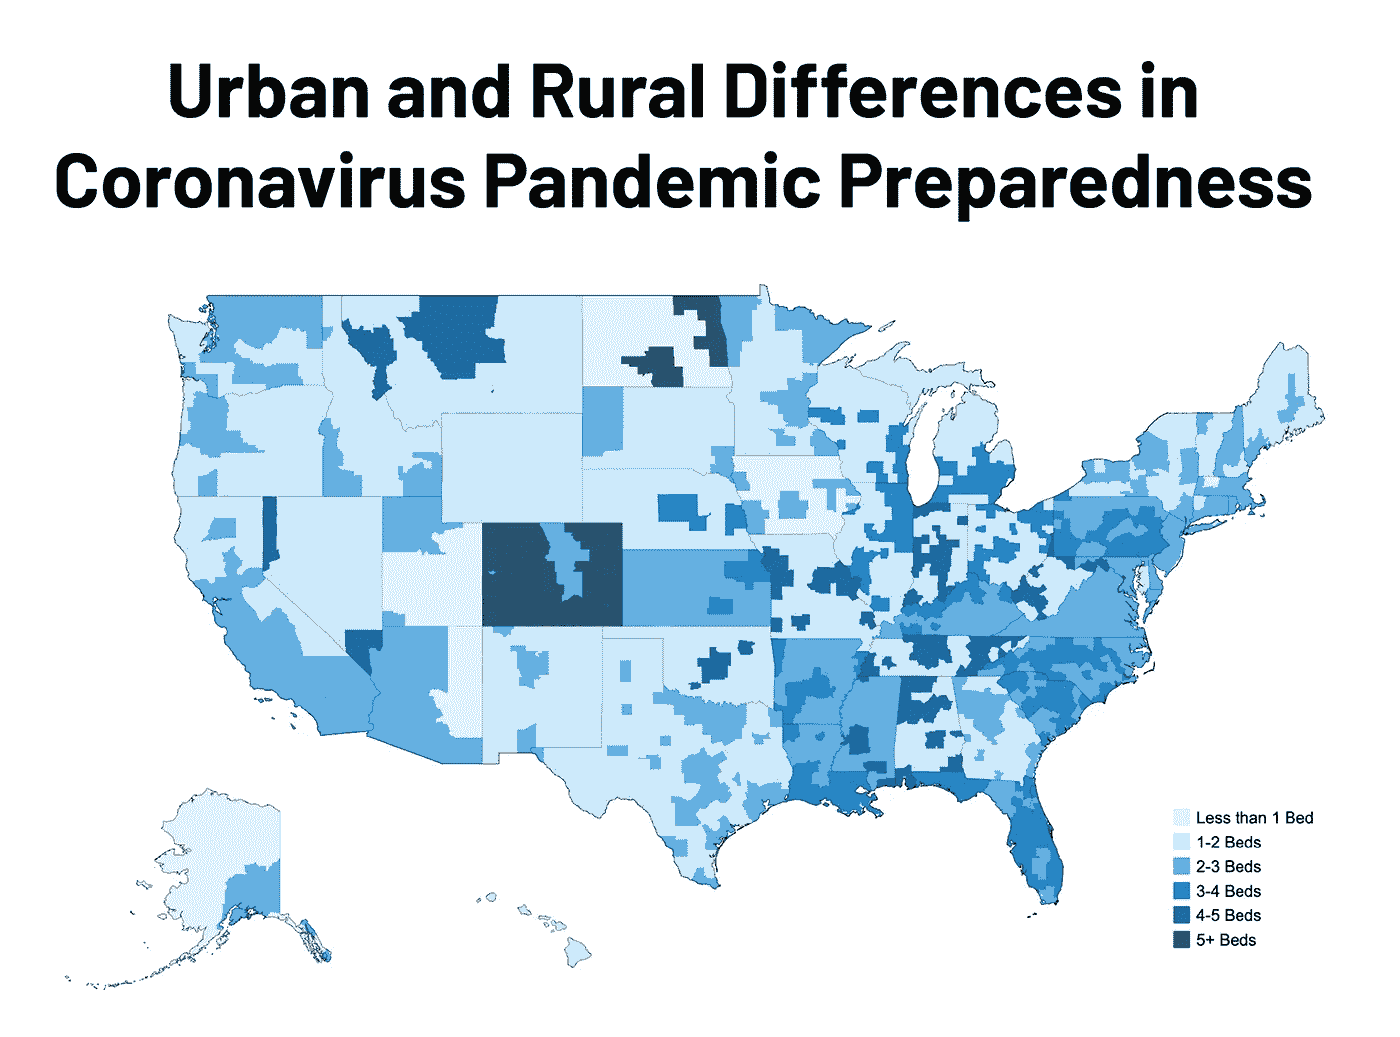 Urban and Rural Differences in
Coronavirus Pandemic Preparedness
Less than 1 Bed
1-2 Beds
2-3 Beds
3-4 Beds
4-5 Beds
5+ Beds